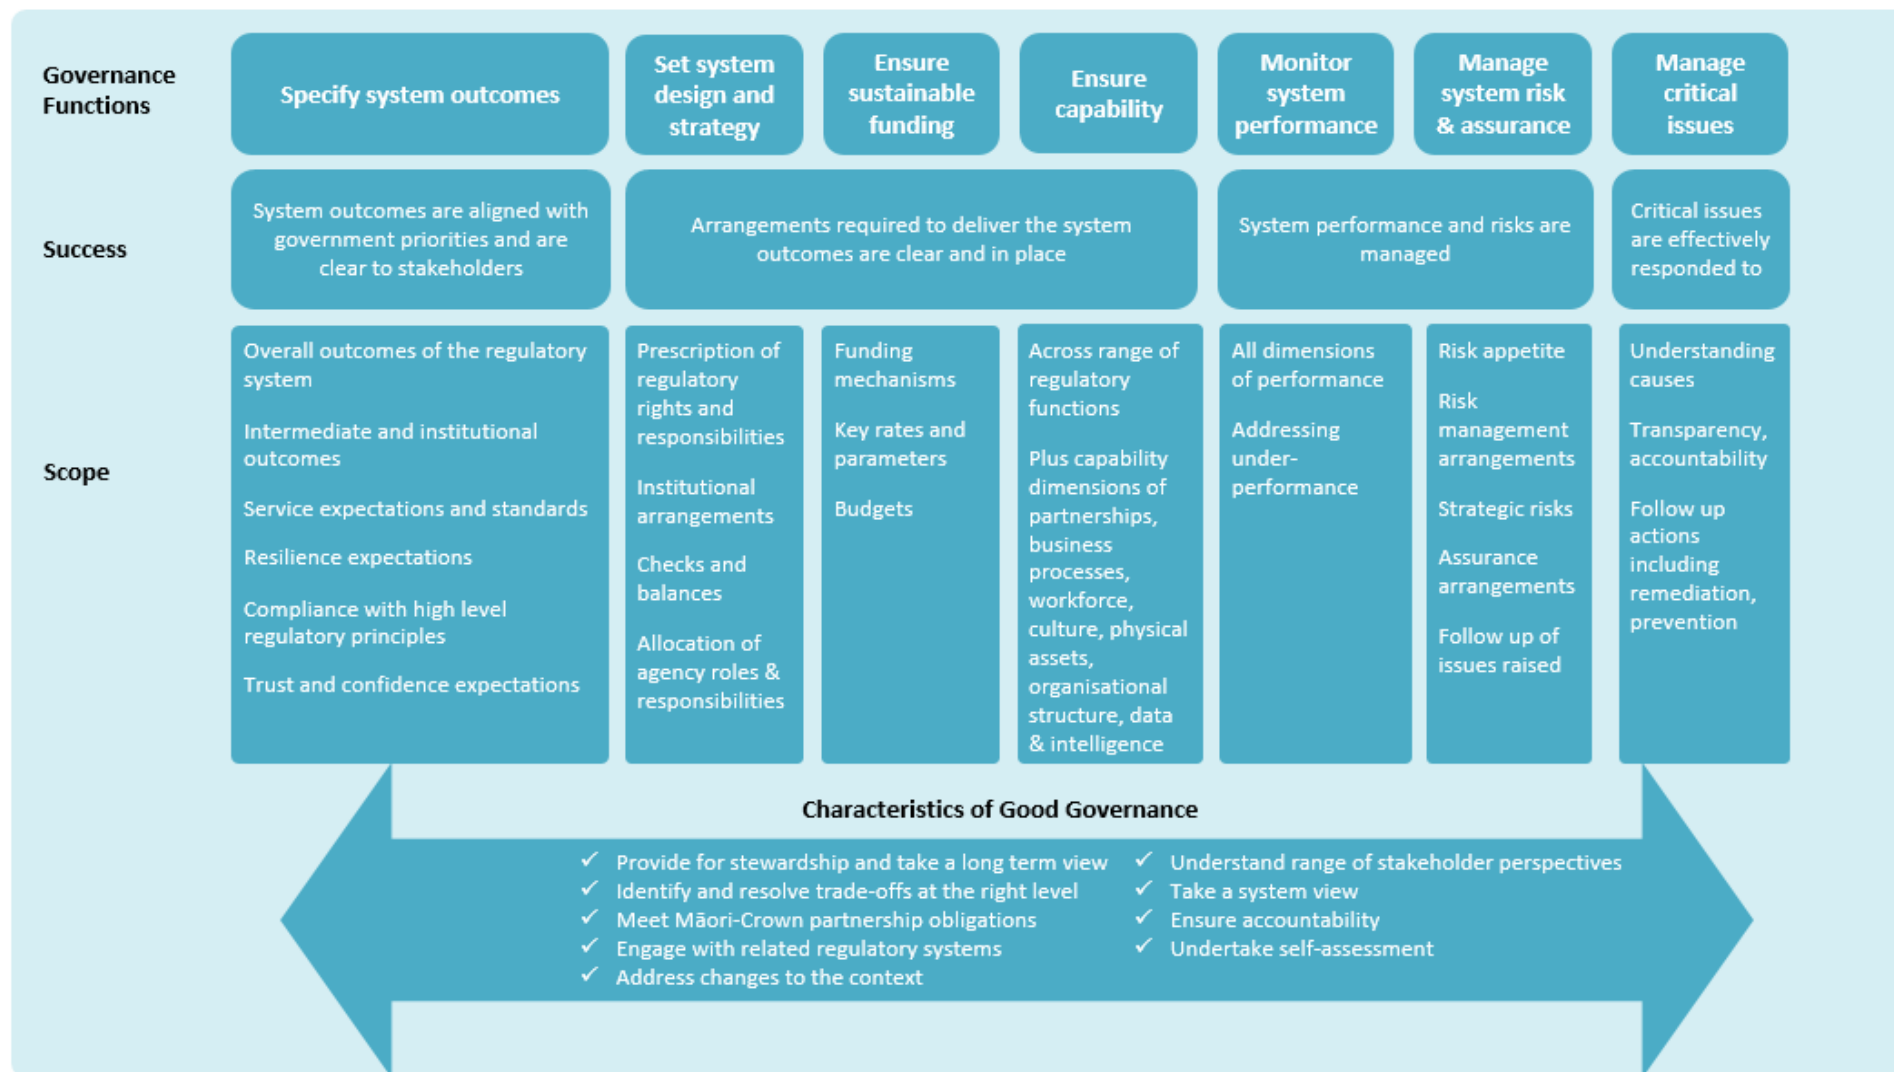 Governance
Functions
Specify system outcomes
Set system
design and
strategy
Ensure
sustainable
funding
Ensure
capability
Monitor
system
performance
Manage
system risk
& assurance
Manage
critical
issues
Success
System outcomes are aligned with
government priorities and are
clear to stakeholders
Arrangements required to deliver the system
outcomes are clear and in place
System performance and risks are
managed
Critical issues
are effectively
responded to
Scope
Overall outcomes of the regulatory
system
Intermediate and institutional
outcomes
Service expectations and standards
Resilience expectations
Compliance with high level
regulatory principles
Trust and confidence expectations
Prescription of
regulatory
rights and
responsibilities
Institutional
arrangements
Checks and
balances
Allocation of
agency roles &
responsibilities
Funding
mechanisms
Key rates and
parameters
Budgets
Across range of
regulatory
functions
Plus capability
dimensions of
partnerships,
business
processes,
workforce,
culture, physical
assets,
organisational
structure, data
& intelligence
All dimensions
of performance
Addressing
under-
performance
Risk appetite
Risk
management
arrangements
Strategic risks
Assurance
arrangements
Follow up of
issues raised
Understanding
causes
Transparency,
accountability
Follow up
actions
including
remediation,
prevention
Characteristics of Good Governance
✓ Provide for stewardship and take a long term view
✓ Identify and resolve trade-offs at the right level
✓ Meet Māori-Crown partnership obligations
✓ Engage with related regulatory systems
✓ Address changes to the context
✓ Understand range of stakeholder perspectives
✓ Take a system view
✓ Ensure accountability
✓ Undertake self-assessment